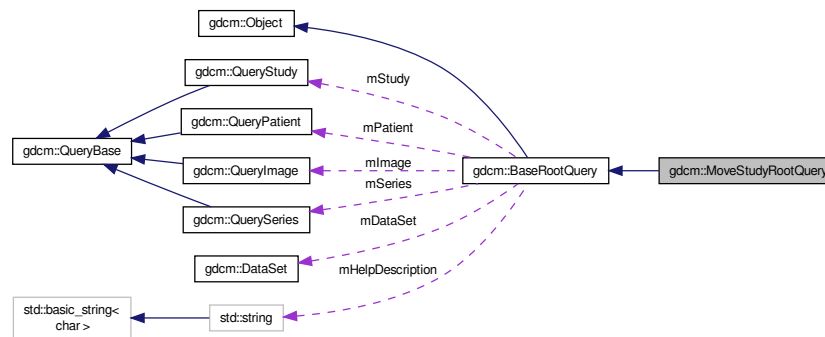 gdcm::Object
gdcm::QueryStudy
mStudy
gdcm::QueryPatient
mPatient
gdcm::QueryBase
gdcm::QueryImage
mImage
gdcm::BaseRootQuery
gdcm::MoveStudyRootQuery
mSeries
gdcm::QuerySeries
mDataSet
gdcm::DataSet
mHelpDescription
std::basic_string<
char >
std::string